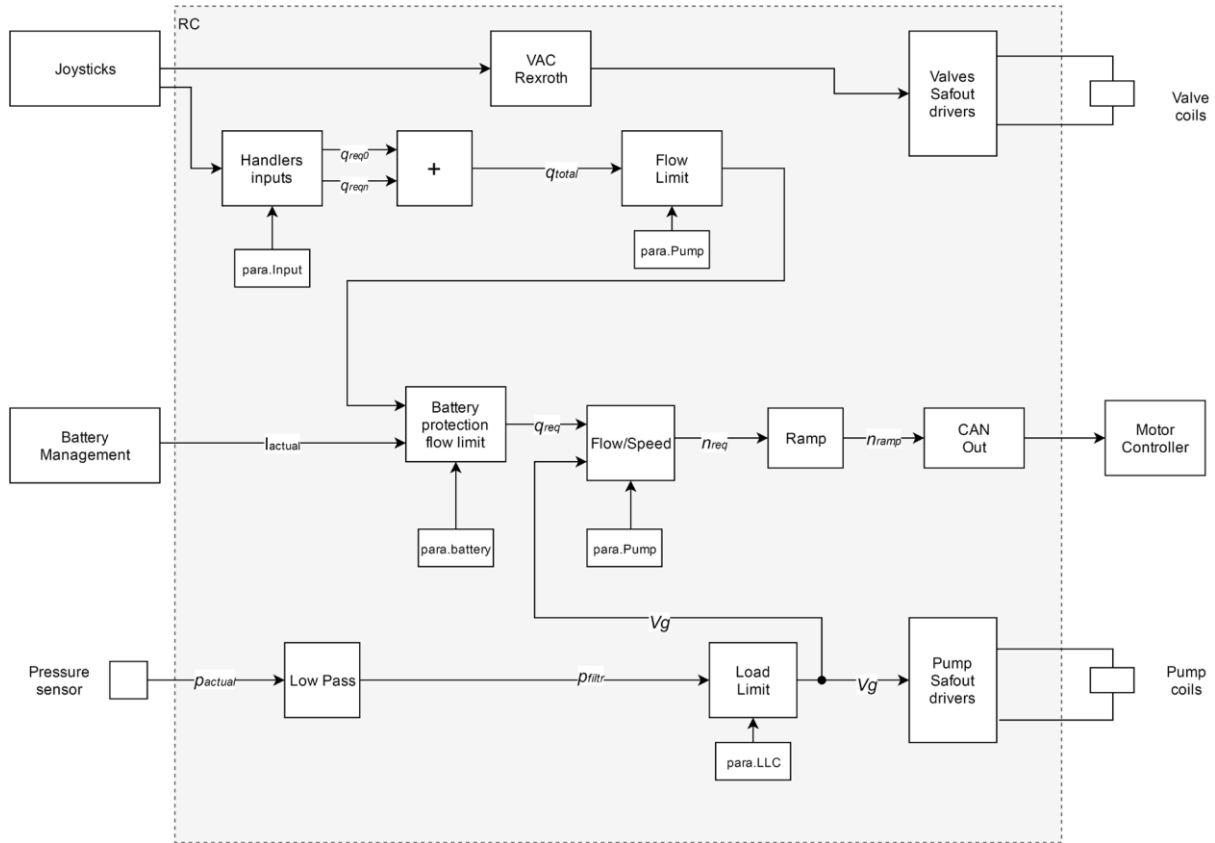 RC
Joysticks
VAC
Rexroth
Valves
Safout
drivers
Valve
coils
Handlers
inputs
qreq0
qreqn
+
qtotal
Flow
Limit
para.Input
para.Pump
Battery
Management
Iactual
Battery
protection
flow limit
qreq
Flow/Speed
nreq
Ramp
nramp
CAN
Out
Motor
Controller
para.battery
para.Pump
Vg
Pressure
sensor
pactual
Low Pass
pfiltr
Load
Limit
Vg
Pump
Safout
drivers
Pump
coils
para.LLC